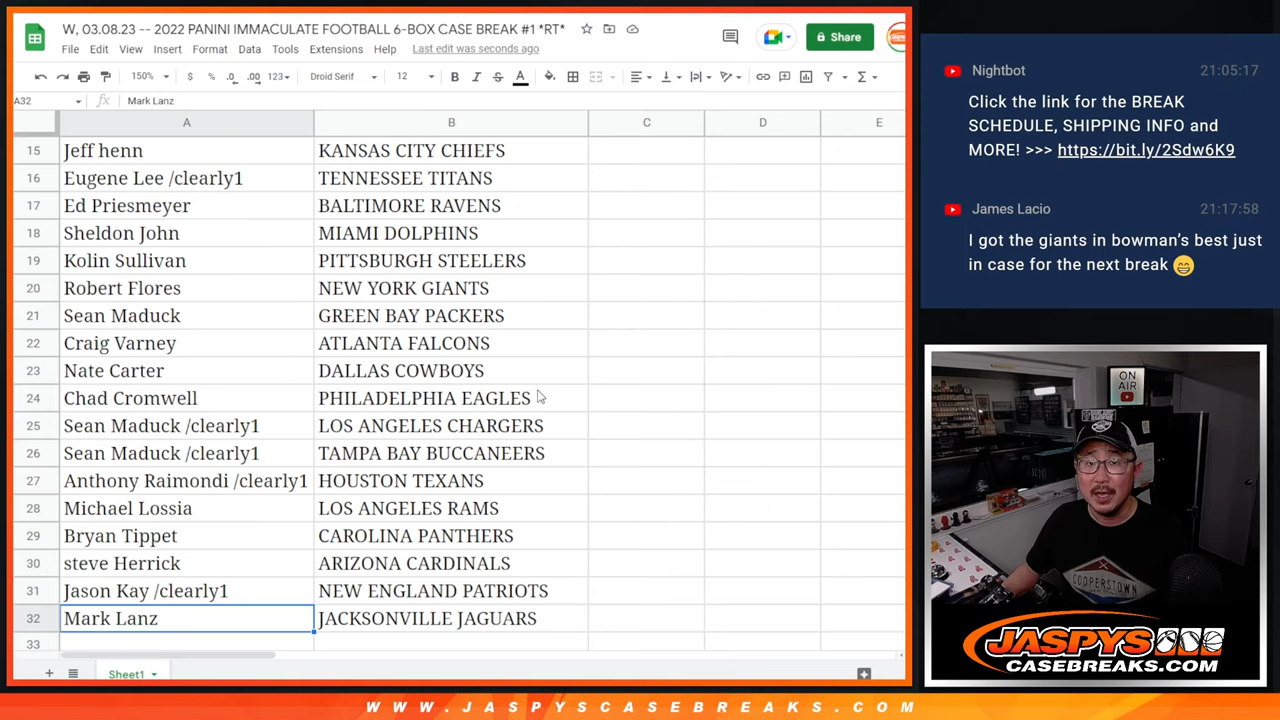 W, 03.08.23 -- 2022 PANINI IMMACULATE FOOTBALL 6-BOX CASE BREAK #1 *RT*
File Edit View Insert Format Data Tools Extensions Help Last edit was seconds ago
Share
150% $ % .0 .00 123 Droid Serif 12 B I S A
A32 fx Mark Lanz
A B C D E
15 Jeff henn KANSAS CITY CHIEFS
16 Eugene Lee /clearly1 TENNESSEE TITANS
17 Ed Priesmeyer BALTIMORE RAVENS
18 Sheldon John MIAMI DOLPHINS
19 Kolin Sullivan PITTSBURGH STEELERS
20 Robert Flores NEW YORK GIANTS
21 Sean Maduck GREEN BAY PACKERS
22 Craig Varney ATLANTA FALCONS
23 Nate Carter DALLAS COWBOYS
24 Chad Cromwell PHILADELPHIA EAGLES
25 Sean Maduck /clearly1 LOS ANGELES CHARGERS
26 Sean Maduck /clearly1 TAMPA BAY BUCCANEERS
27 Anthony Raimondi /clearly1 HOUSTON TEXANS
28 Michael Lossia LOS ANGELES RAMS
29 Bryan Tippet CAROLINA PANTHERS
30 steve Herrick ARIZONA CARDINALS
31 Jason Kay /clearly1 NEW ENGLAND PATRIOTS
32 Mark Lanz JACKSONVILLE JAGUARS
33
Sheet1
Nightbot 21:05:17
Click the link for the BREAK
SCHEDULE, SHIPPING INFO and
MORE! >>> https://bit.ly/2Sdw6K9
James Lacio 21:17:58
I got the giants in bowman's best just
in case for the next break 😄
ON
AIR
COOPERSTOWN
JASPYS
CASEBREAKS.COM
WWW.JASPYSCASEBREAKS.COM